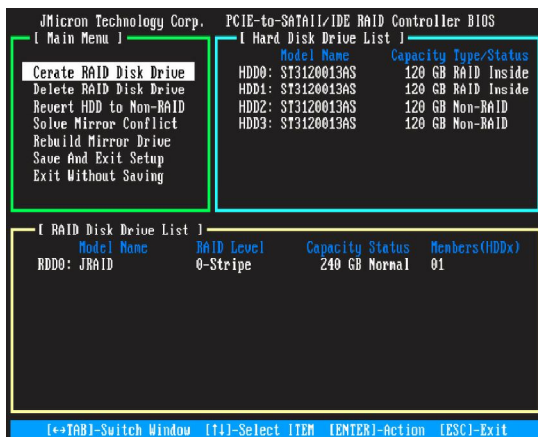 JMicron Technology Corp. PCIE-to-SATAII/IDE RAID Controller BIOS
[ Main Menu ]
Cerate RAID Disk Drive
Delete RAID Disk Drive
Revert HDD to Non-RAID
Solve Mirror Conflict
Rebuild Mirror Drive
Save And Exit Setup
Exit Without Saving
[ Hard Disk Drive List ]
Model Name Capacity Type/Status
HDD0: ST3120013AS 120 GB RAID Inside
HDD1: ST3120013AS 120 GB RAID Inside
HDD2: ST3120013AS 120 GB Non-RAID
HDD3: ST3120013AS 120 GB Non-RAID
[ RAID Disk Drive List ]
Model Name RAID Level Capacity Status Members(HDDx)
RDD0: JRAID 0-Stripe 240 GB Normal 01
[↔TAB]-Switch Window [↑↓]-Select ITEM [ENTER]-Action [ESC]-Exit